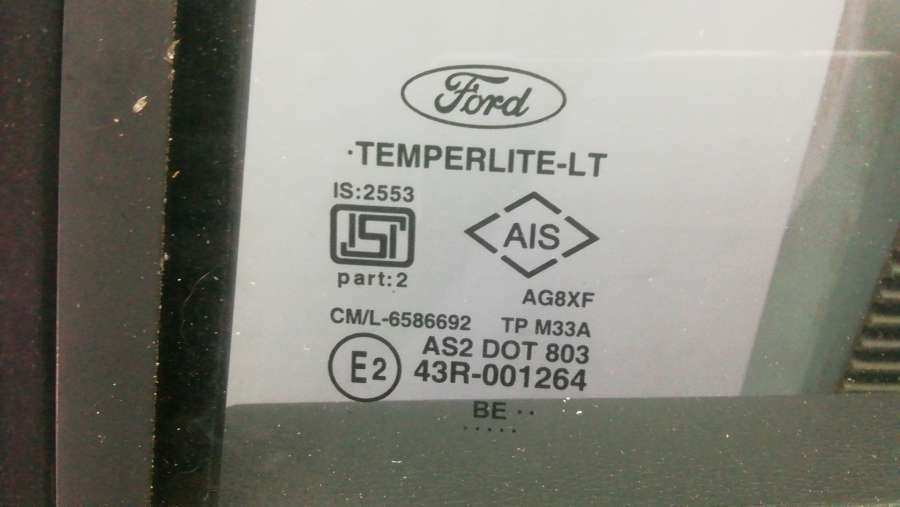 Ford
·TEMPERLITE-LT
IS:2553
ISI
AIS
part:2
AG8XF
CM/L-6586692 TP M33A
E2
AS2 DOT 803
43R-001264
BE ··
·····